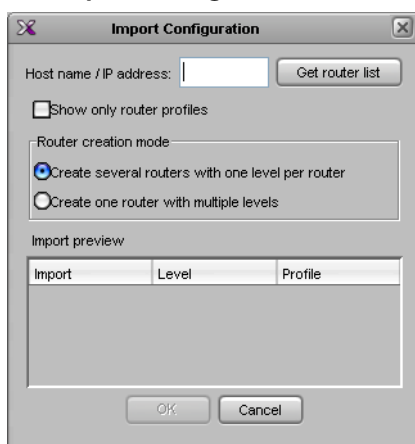 Import Configuration
Host name / IP address: Get router list
Show only router profiles
Router creation mode
Create several routers with one level per router
Create one router with multiple levels
Import preview
Import Level Profile
OK Cancel